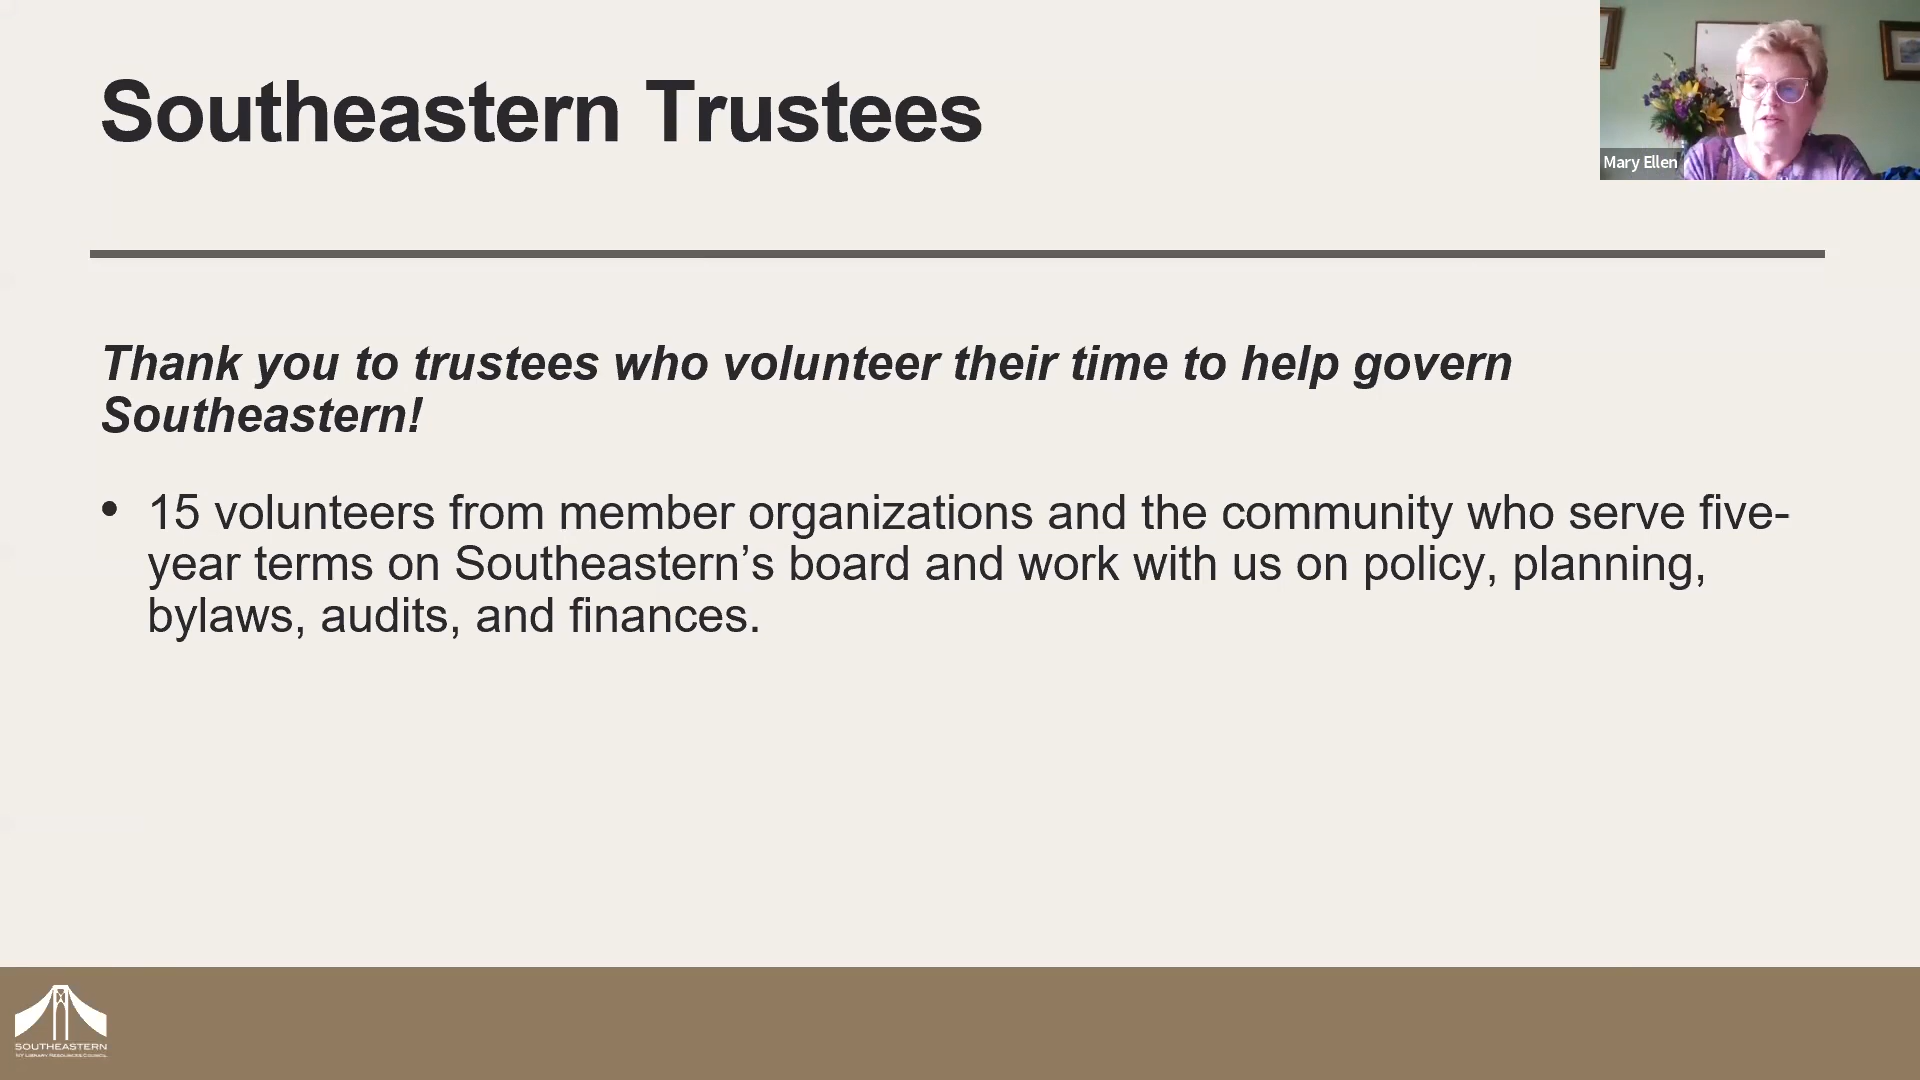 Southeastern Trustees
Mary Ellen
Thank you to trustees who volunteer their time to help govern
Southeastern!
• 15 volunteers from member organizations and the community who serve five-
year terms on Southeastern’s board and work with us on policy, planning,
bylaws, audits, and finances.
SOUTHEASTERN
NY LIBRARY RESOURCES COUNCIL